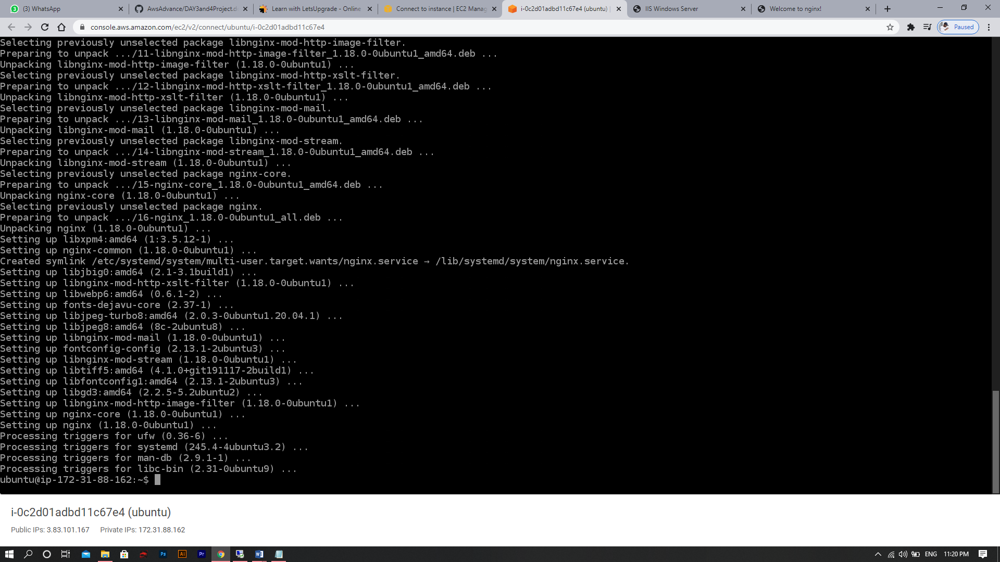 (3) WhatsApp
AwsAdvance/DAY3and4Project.d
Learn with LetsUpgrade - Online
Connect to instance | EC2 Manag
i-0c2d01adbd11c67e4 (ubuntu) |
IIS Windows Server
Welcome to nginx!
console.aws.amazon.com/ec2/v2/connect/ubuntu/i-0c2d01adbd11c67e4
Paused
Selecting previously unselected package libnginx-mod-http-image-filter.
Preparing to unpack .../11-libnginx-mod-http-image-filter_1.18.0-0ubuntu1_amd64.deb ...
Unpacking libnginx-mod-http-image-filter (1.18.0-0ubuntu1) ...
Selecting previously unselected package libnginx-mod-http-xslt-filter.
Preparing to unpack .../12-libnginx-mod-http-xslt-filter_1.18.0-0ubuntu1_amd64.deb ...
Unpacking libnginx-mod-http-xslt-filter (1.18.0-0ubuntu1) ...
Selecting previously unselected package libnginx-mod-mail.
Preparing to unpack .../13-libnginx-mod-mail_1.18.0-0ubuntu1_amd64.deb ...
Unpacking libnginx-mod-mail (1.18.0-0ubuntu1) ...
Selecting previously unselected package libnginx-mod-stream.
Preparing to unpack .../14-libnginx-mod-stream_1.18.0-0ubuntu1_amd64.deb ...
Unpacking libnginx-mod-stream (1.18.0-0ubuntu1) ...
Selecting previously unselected package nginx-core.
Preparing to unpack .../15-nginx-core_1.18.0-0ubuntu1_amd64.deb ...
Unpacking nginx-core (1.18.0-0ubuntu1) ...
Selecting previously unselected package nginx.
Preparing to unpack .../16-nginx_1.18.0-0ubuntu1_all.deb ...
Unpacking nginx (1.18.0-0ubuntu1) ...
Setting up libxpm4:amd64 (1:3.5.12-1) ...
Setting up nginx-common (1.18.0-0ubuntu1) ...
Created symlink /etc/systemd/system/multi-user.target.wants/nginx.service → /lib/systemd/system/nginx.service.
Setting up libjbig0:amd64 (2.1-3.1build1) ...
Setting up libnginx-mod-http-xslt-filter (1.18.0-0ubuntu1) ...
Setting up libwebp6:amd64 (0.6.1-2) ...
Setting up fonts-dejavu-core (2.37-1) ...
Setting up libjpeg-turbo8:amd64 (2.0.3-0ubuntu1.20.04.1) ...
Setting up libjpeg8:amd64 (8c-2ubuntu8) ...
Setting up libnginx-mod-mail (1.18.0-0ubuntu1) ...
Setting up fontconfig-config (2.13.1-2ubuntu3) ...
Setting up libnginx-mod-stream (1.18.0-0ubuntu1) ...
Setting up libtiff5:amd64 (4.1.0+git191117-2build1) ...
Setting up libfontconfig1:amd64 (2.13.1-2ubuntu3) ...
Setting up libgd3:amd64 (2.2.5-5.2ubuntu2) ...
Setting up libnginx-mod-http-image-filter (1.18.0-0ubuntu1) ...
Setting up nginx-core (1.18.0-0ubuntu1) ...
Setting up nginx (1.18.0-0ubuntu1) ...
Processing triggers for ufw (0.36-6) ...
Processing triggers for systemd (245.4-4ubuntu3.2) ...
Processing triggers for man-db (2.9.1-1) ...
Processing triggers for libc-bin (2.31-0ubuntu9) ...
ubuntu@ip-172-31-88-162:~$
i-0c2d01adbd11c67e4 (ubuntu)
Public IPs: 3.83.101.167 Private IPs: 172.31.88.162
Ps Ai Pr ENG 11:20 PM